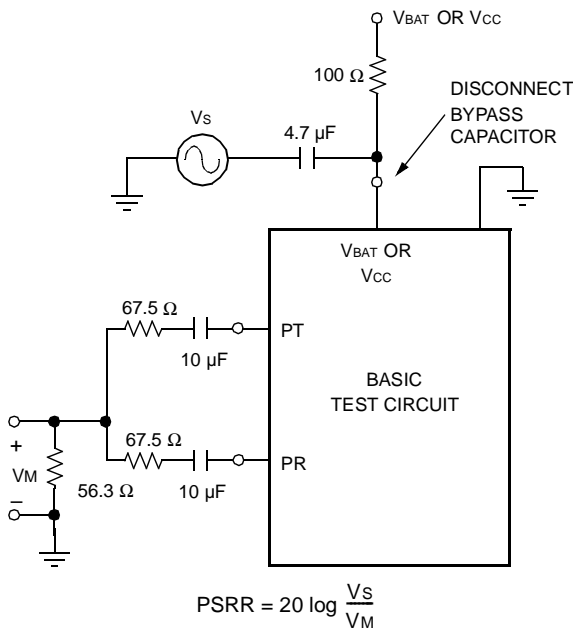 VBAT OR VCC
100 Ω
DISCONNECT
BYPASS
CAPACITOR
VS
4.7 µF
VBAT OR
VCC
67.5 Ω
10 µF
PT
BASIC
TEST CIRCUIT
67.5 Ω
10 µF
PR
+
VM
–
56.3 Ω
PSRR = 20 log VS
VM